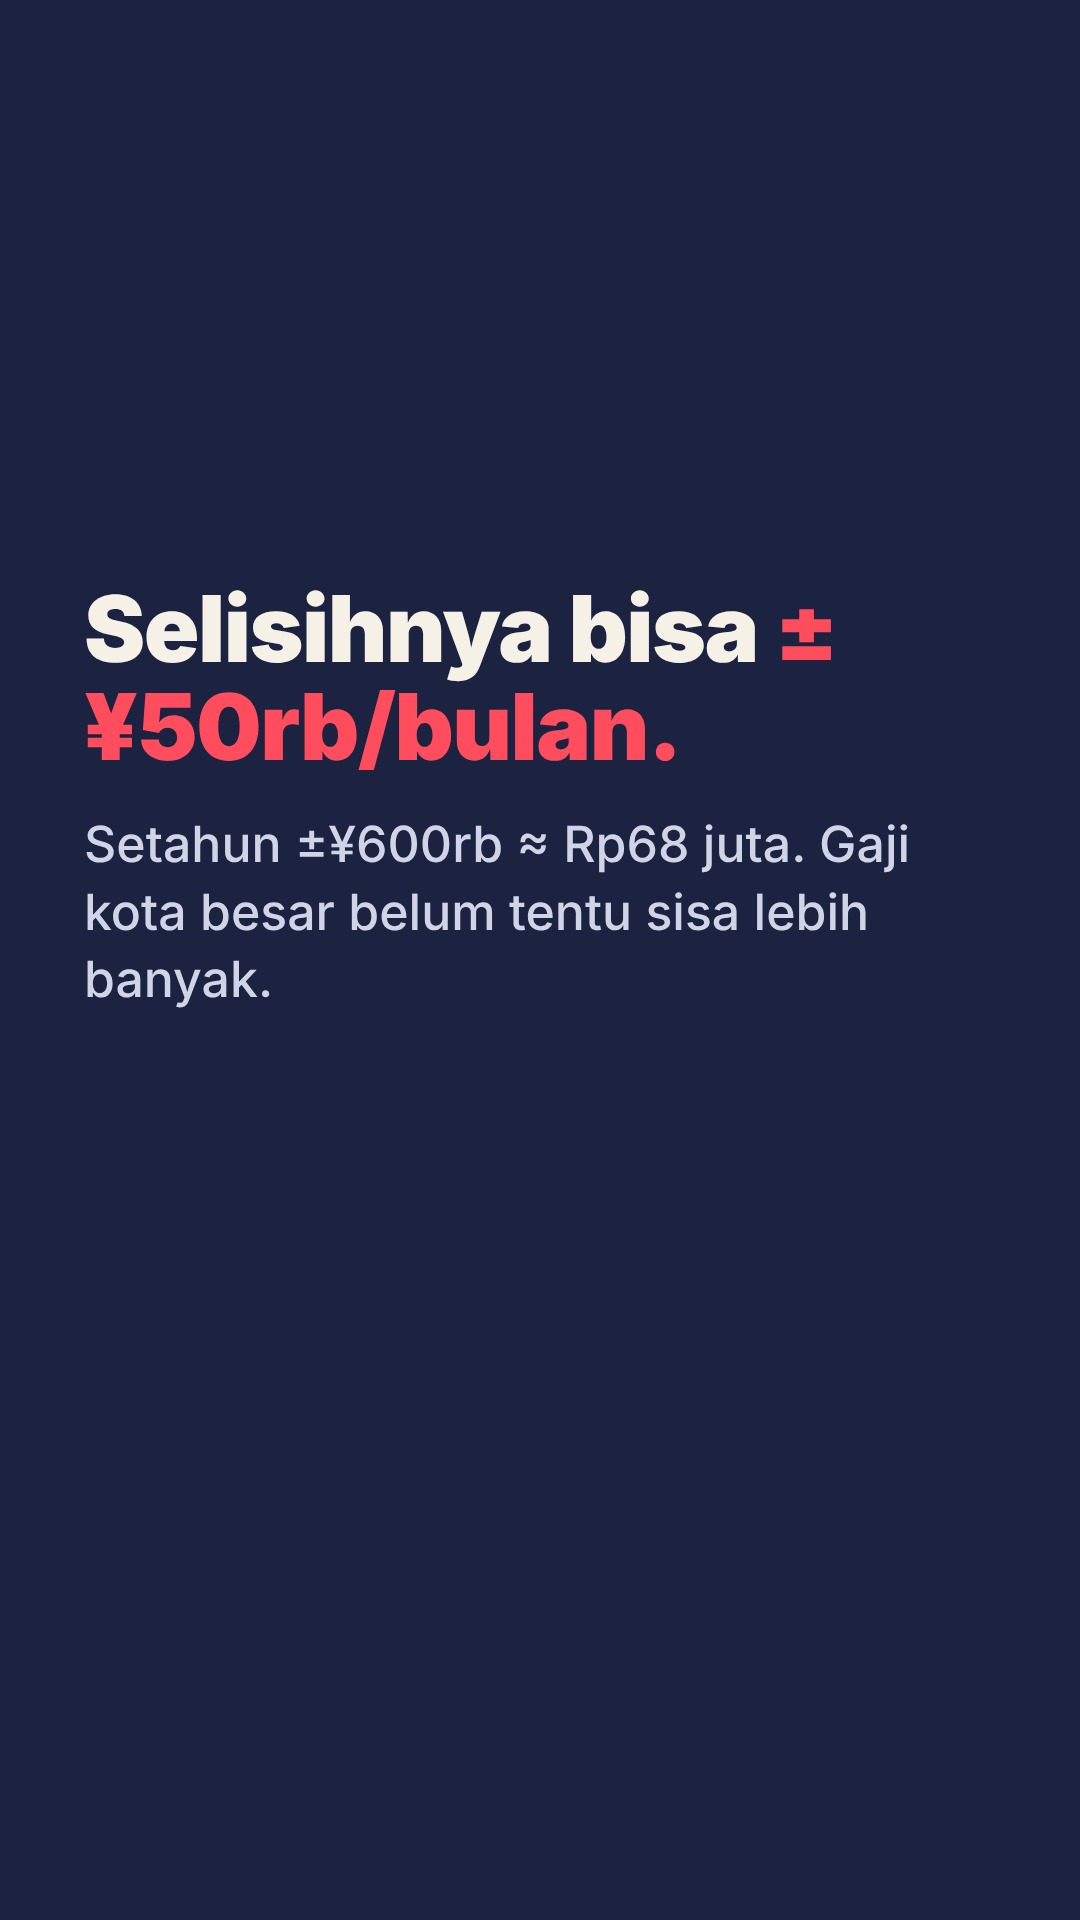 Selisihnya bisa ±
¥50rb/bulan.
Setahun ±¥600rb ≈ Rp68 juta. Gaji
kota besar belum tentu sisa lebih
banyak.